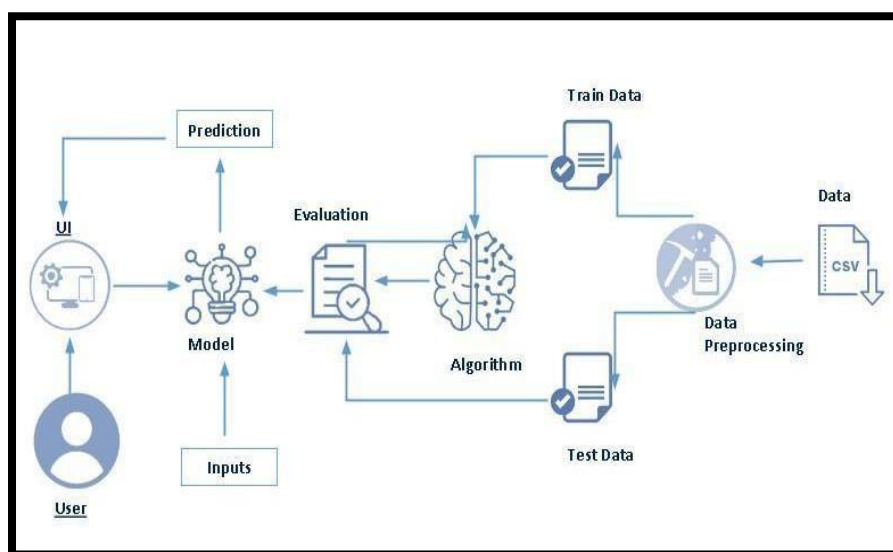 Train Data
Prediction
Data
Evaluation
UI
CSV
Model
Algorithm
Data
Preprocessing
Test Data
Inputs
User